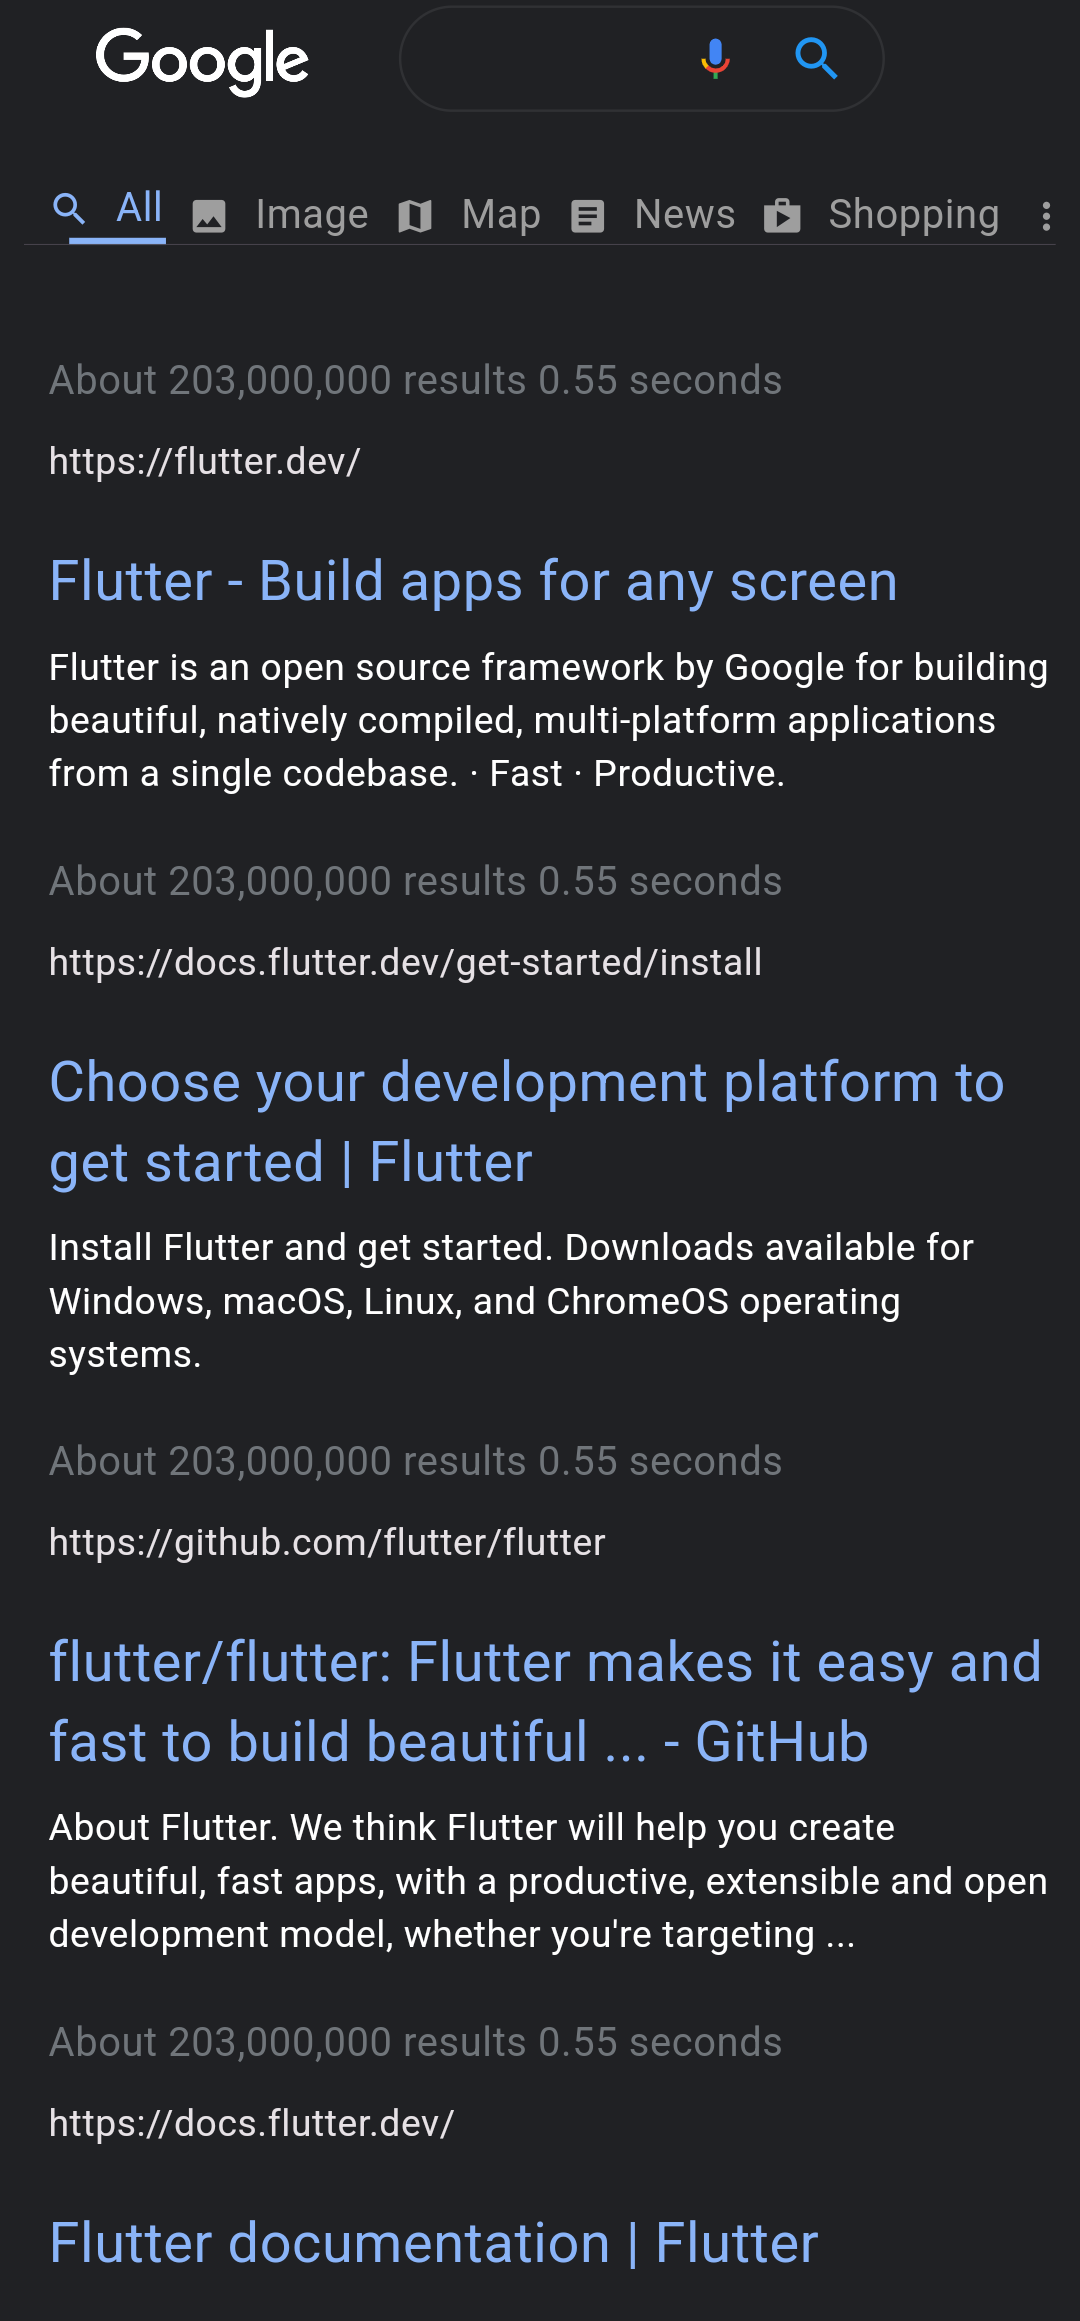 Google
All Image Map News Shopping
About 203,000,000 results 0.55 seconds
https://flutter.dev/
Flutter - Build apps for any screen
Flutter is an open source framework by Google for building
beautiful, natively compiled, multi-platform applications
from a single codebase. · Fast · Productive.
About 203,000,000 results 0.55 seconds
https://docs.flutter.dev/get-started/install
Choose your development platform to
get started | Flutter
Install Flutter and get started. Downloads available for
Windows, macOS, Linux, and ChromeOS operating
systems.
About 203,000,000 results 0.55 seconds
https://github.com/flutter/flutter
flutter/flutter: Flutter makes it easy and
fast to build beautiful ... - GitHub
About Flutter. We think Flutter will help you create
beautiful, fast apps, with a productive, extensible and open
development model, whether you're targeting ...
About 203,000,000 results 0.55 seconds
https://docs.flutter.dev/
Flutter documentation | Flutter